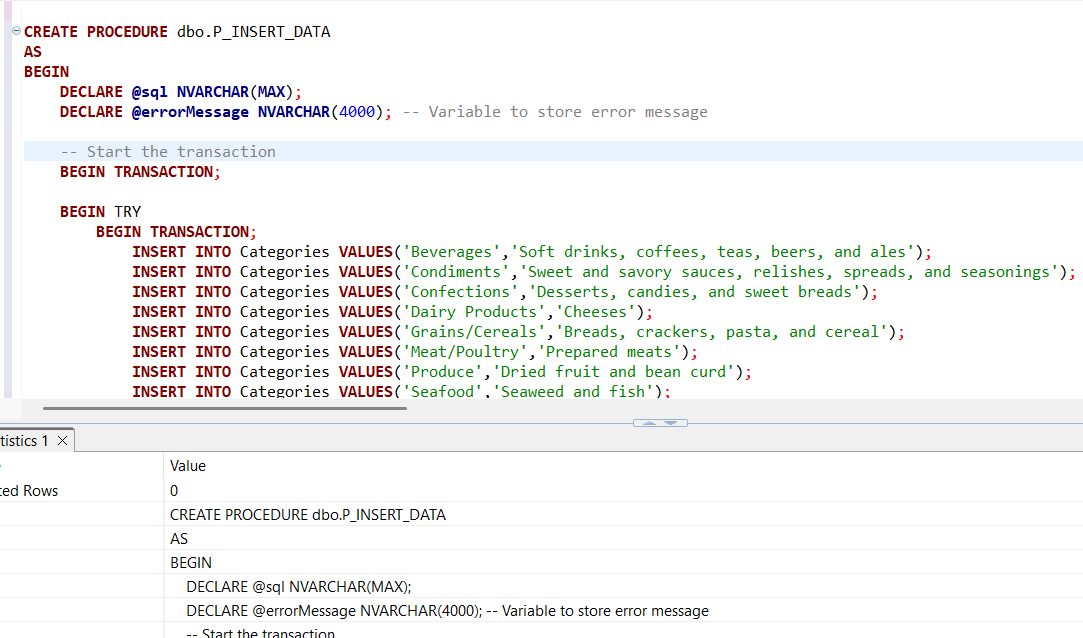 CREATE PROCEDURE dbo.P_INSERT_DATA
AS
BEGIN
DECLARE @sql NVARCHAR(MAX);
DECLARE @errorMessage NVARCHAR(4000); -- Variable to store error message
-- Start the transaction
BEGIN TRANSACTION;
BEGIN TRY
BEGIN TRANSACTION;
INSERT INTO Categories VALUES('Beverages','Soft drinks, coffees, teas, beers, and ales');
INSERT INTO Categories VALUES('Condiments','Sweet and savory sauces, relishes, spreads, and seasonings');
INSERT INTO Categories VALUES('Confections','Desserts, candies, and sweet breads');
INSERT INTO Categories VALUES('Dairy Products','Cheeses');
INSERT INTO Categories VALUES('Grains/Cereals','Breads, crackers, pasta, and cereal');
INSERT INTO Categories VALUES('Meat/Poultry','Prepared meats');
INSERT INTO Categories VALUES('Produce','Dried fruit and bean curd');
INSERT INTO Categories VALUES('Seafood','Seaweed and fish');
tistics 1
Value
ted Rows 0
CREATE PROCEDURE dbo.P_INSERT_DATA
AS
BEGIN
DECLARE @sql NVARCHAR(MAX);
DECLARE @errorMessage NVARCHAR(4000); -- Variable to store error message
-- Start the transaction